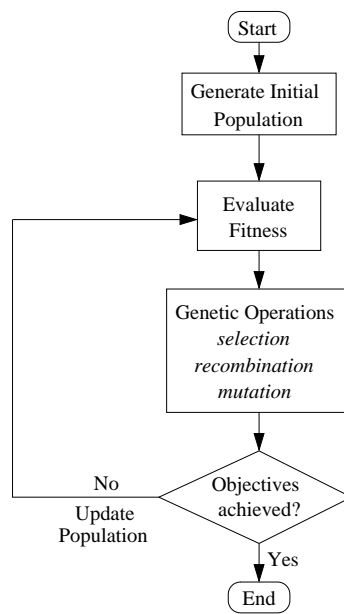 Start
Generate Initial
Population
Evaluate
Fitness
Genetic Operations
selection
recombination
mutation
Objectives
achieved?
No
Update
Population
Yes
End